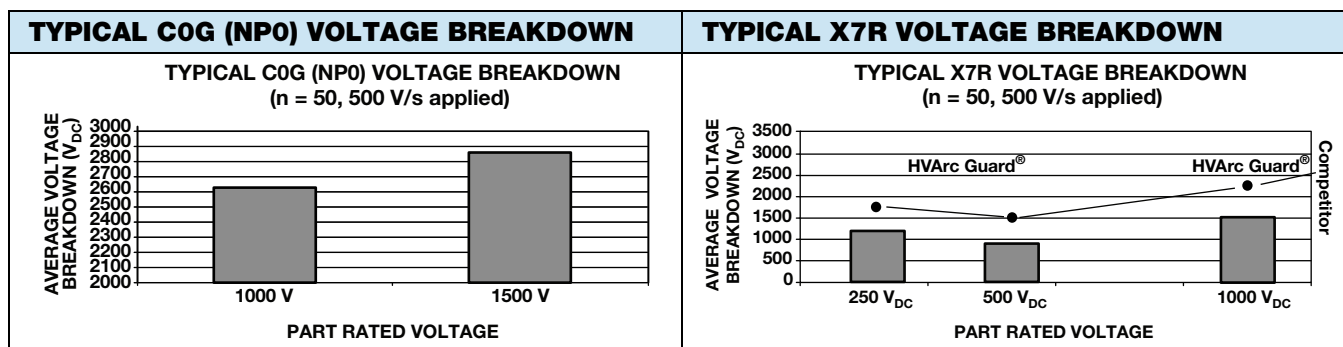 TYPICAL C0G (NP0) VOLTAGE BREAKDOWN
TYPICAL C0G (NP0) VOLTAGE BREAKDOWN
(n = 50, 500 V/s applied)
AVERAGE VOLTAGE
BREAKDOWN (VDC)
3000
2900
2800
2700
2600
2500
2400
2300
2200
2100
2000
1000 V
1500 V
PART RATED VOLTAGE
TYPICAL X7R VOLTAGE BREAKDOWN
TYPICAL X7R VOLTAGE BREAKDOWN
(n = 50, 500 V/s applied)
AVERAGE VOLTAGE
BREAKDOWN (VDC)
3500
3000
2500
2000
1500
1000
500
0
HVArc Guard®
HVArc Guard®
Competitor
250 VDC
500 VDC
1000 VDC
PART RATED VOLTAGE